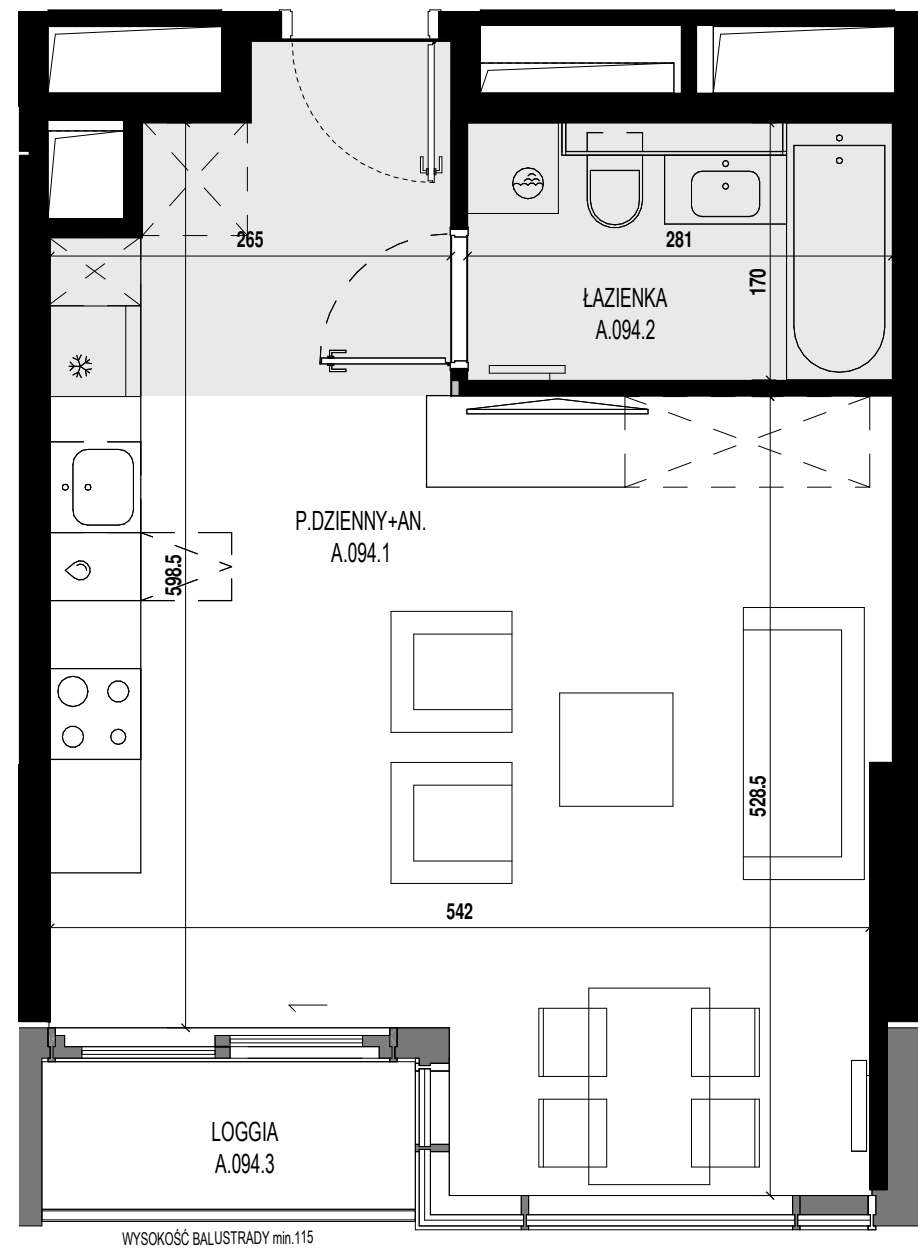 265
281
170
ŁAZIENKA
A.094.2
P.DZIENNY+AN.
A.094.1
598.5
V
528.5
542
LOGGIA
A.094.3
WYSOKOŚĆ BALUSTRADY min.115